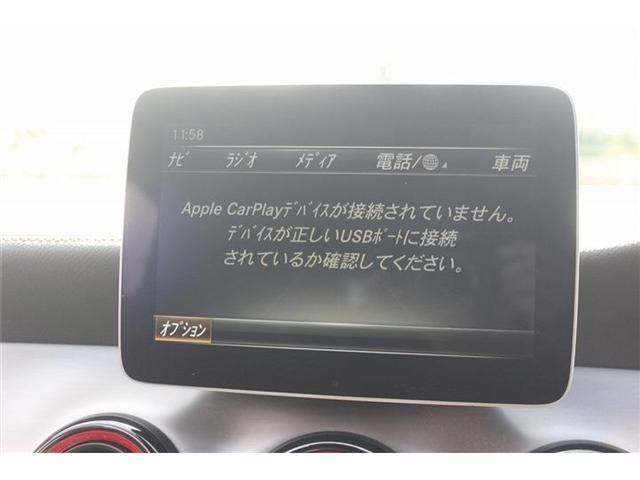 11:58
ﾅﾋﾞ ﾗｼﾞｵ ﾒﾃﾞｨｱ 電話/ ▲ 車両
Apple CarPlayﾃﾞﾊﾞｲｽが接続されていません。
ﾃﾞﾊﾞｲｽが正しいUSBﾎﾟｰﾄに接続
されているか確認してください。
ｵﾌﾟｼｮﾝ